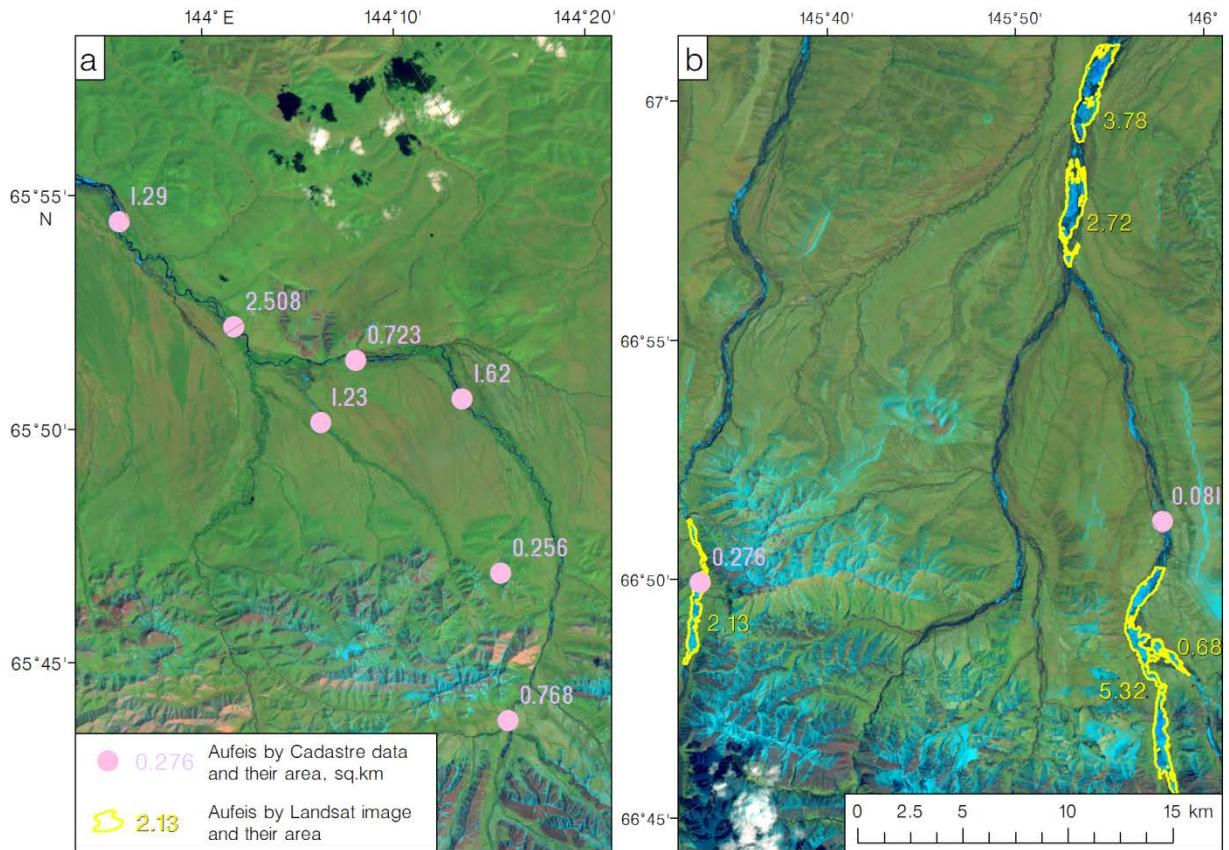 144° E 144°10' 144°20'
a
65°55'
N
65°50'
65°45'
1.29
2.508
0.723
1.62
1.23
0.256
0.768
0.276 Aufeis by Cadastre data
and their area, sq.km
2.13 Aufeis by Landsat image
and their area
145°40' 145°50' 146°
b
67°
66°55'
66°50'
66°45'
3.78
2.72
0.081
0.276
2.13
0.68
5.32
0 2.5 5 10 15 km